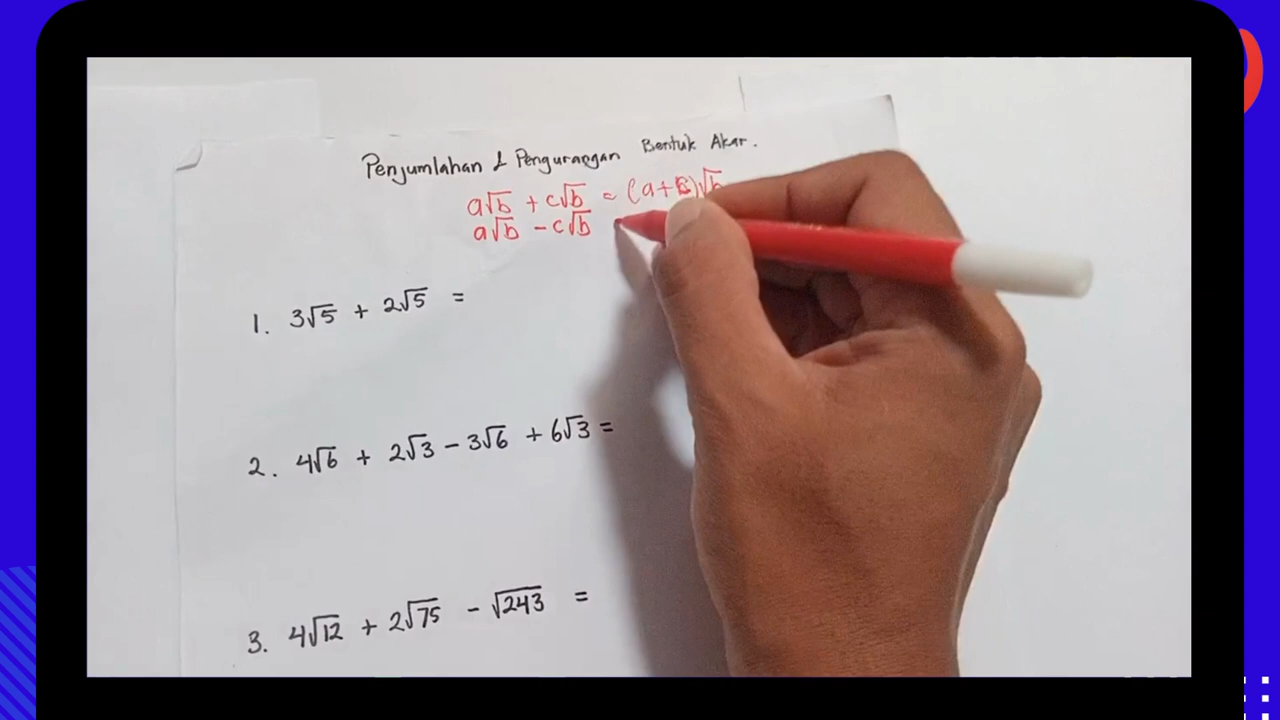 Penjumlahan & Pengurangan Bentuk Akar.
a√b + c√b = (a+c)√b
a√b - c√b
1. 3√5 + 2√5 =
2. 4√6 + 2√3 - 3√6 + 6√3 =
3. 4√12 + 2√75 - √243 =